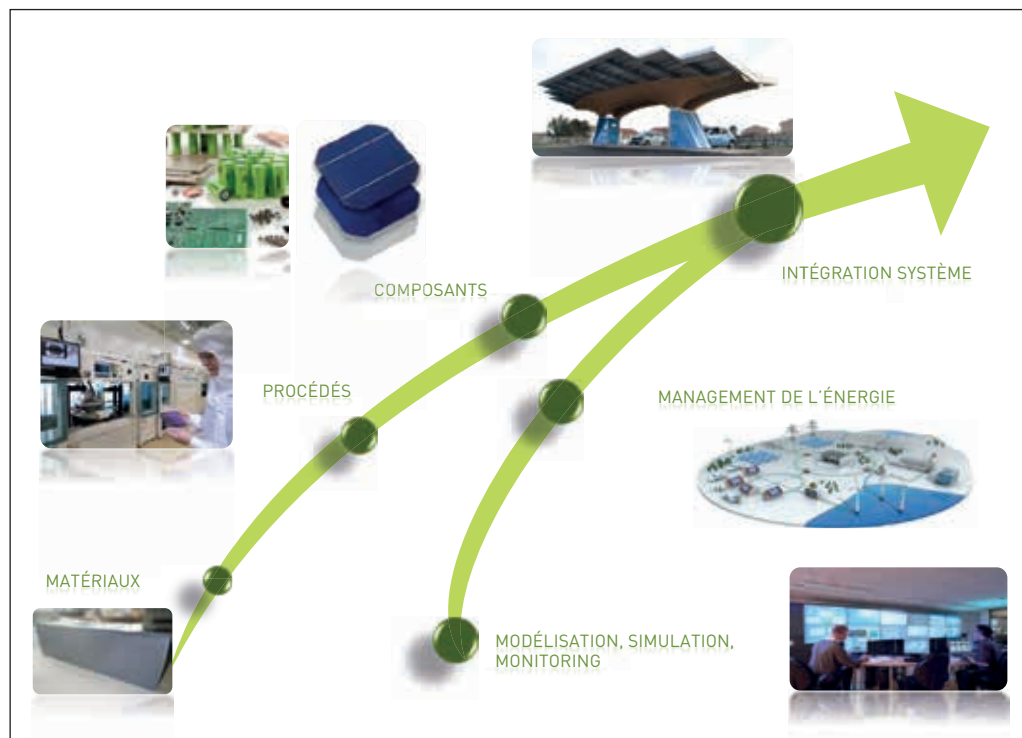 INTÉGRATION SYSTÈME
COMPOSANTS
PROCÉDÉS
MANAGEMENT DE L'ÉNERGIE
MATÉRIAUX
MODÉLISATION, SIMULATION,
MONITORING